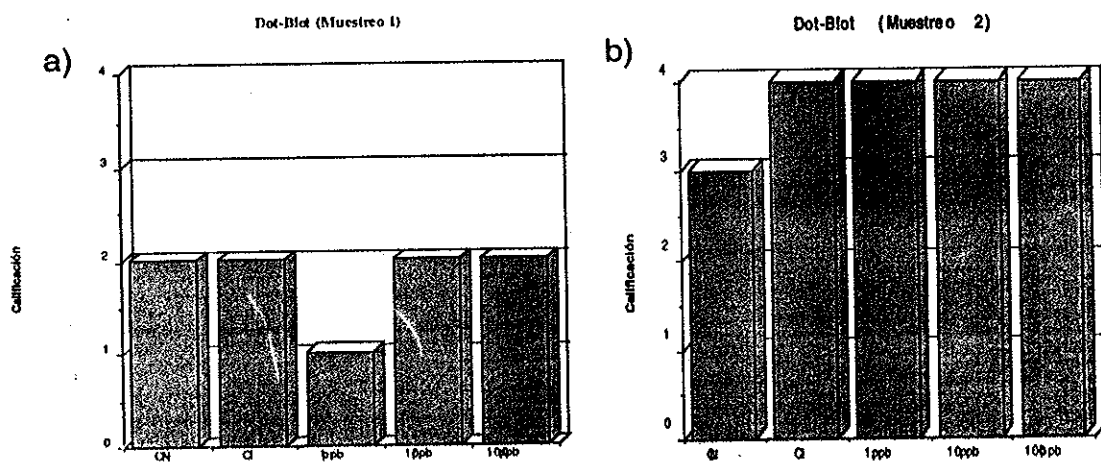 Dot-Blot (Muestreo 1)
a)
4
3
2
1
0
Calificación
CN CI 1ppb 10ppb 100ppb
Dot-Blot (Muestreo 2)
b)
4
3
2
1
0
Calificación
CI 1ppb 10ppb 100ppb